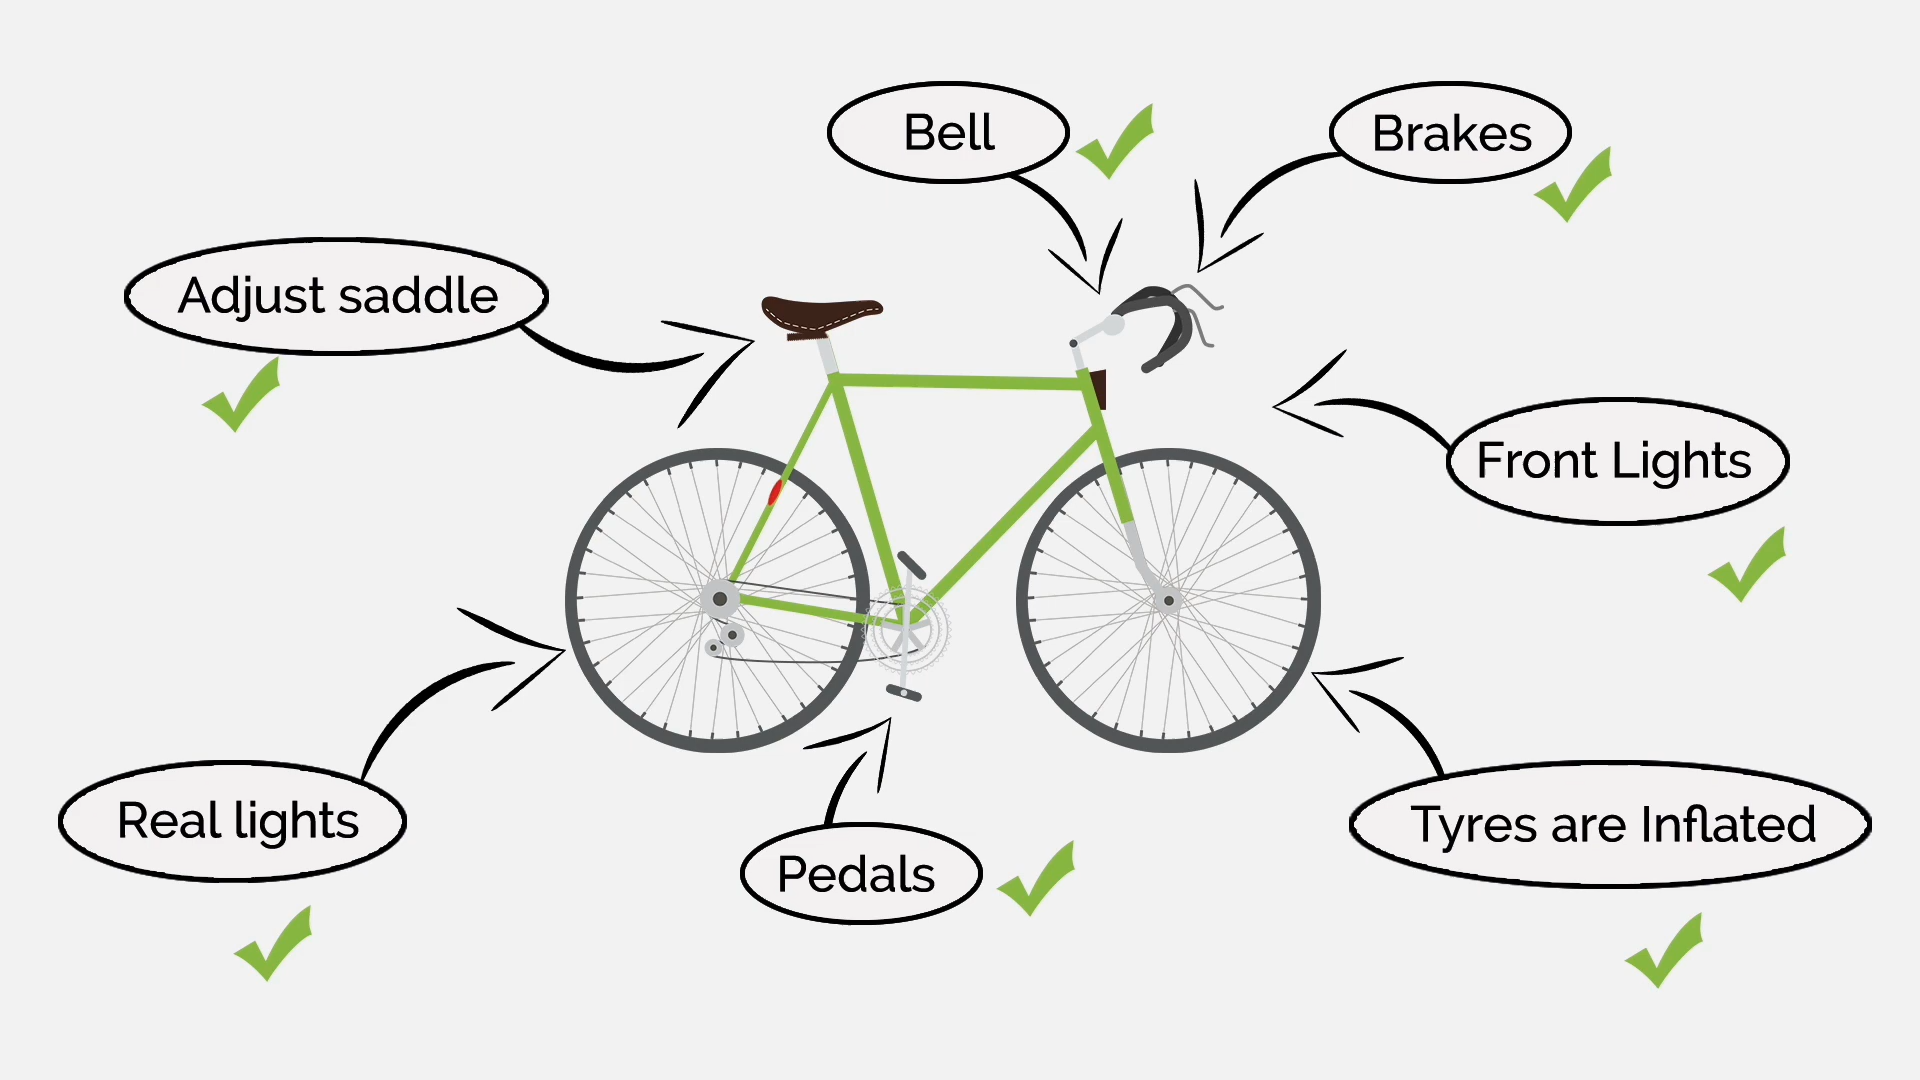 Bell
Brakes
Adjust saddle
Front Lights
Real lights
Tyres are Inflated
Pedals